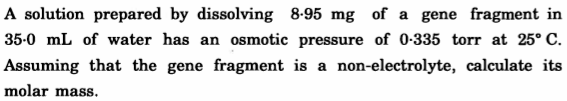 A solution prepared by dissolving 8·95 mg of a gene fragment in
35·0 mL of water has an osmotic pressure of 0·335 torr at 25° C.
Assuming that the gene fragment is a non-electrolyte, calculate its
molar mass.